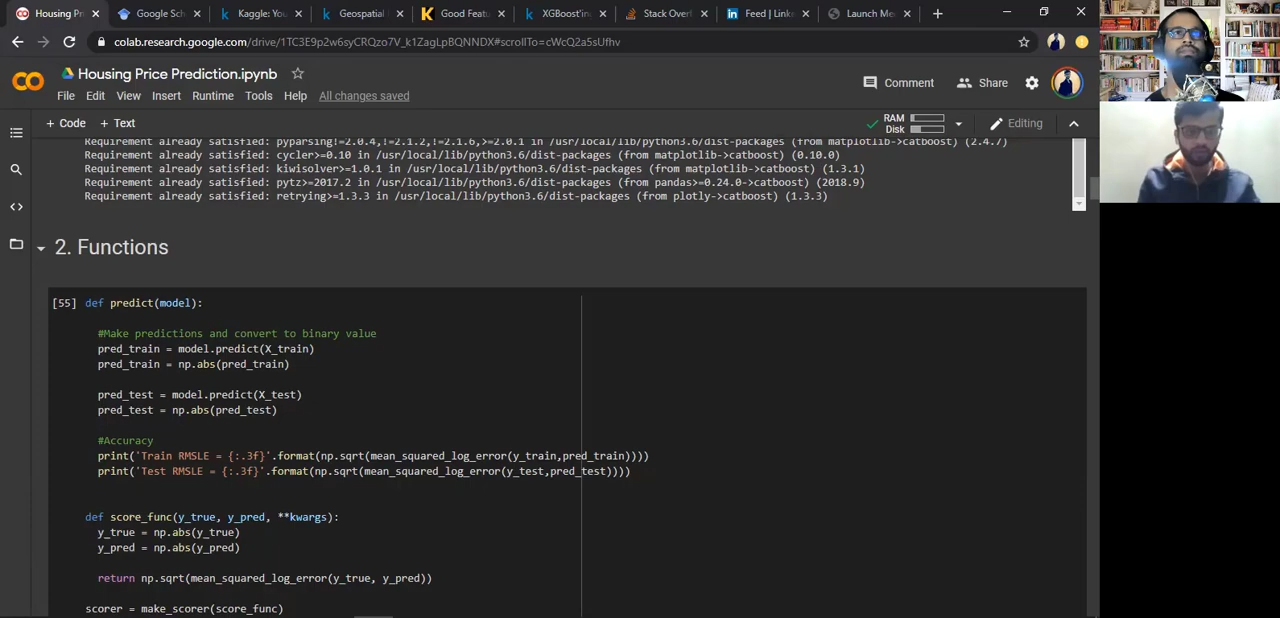 Housing Pr
Google Sch
Kaggle: You
Geospatial
Good Featu
XGBoost'in
Stack Overf
Feed | Link
Launch Mee
colab.research.google.com/drive/1TC3E9p2w6syCRQzo7V_k1ZagLpBQNNDX#scrollTo=cWcQ2a5sUfhv
Housing Price Prediction.ipynb
File Edit View Insert Runtime Tools Help All changes saved
Comment Share
+ Code + Text
RAM
Disk
Editing
Requirement already satisfied: pyparsing!=2.0.4,!=2.1.2,!=2.1.6,>=2.0.1 in /usr/local/lib/python3.6/dist-packages (from matplotlib->catboost) (2.4.7)
Requirement already satisfied: cycler>=0.10 in /usr/local/lib/python3.6/dist-packages (from matplotlib->catboost) (0.10.0)
Requirement already satisfied: kiwisolver>=1.0.1 in /usr/local/lib/python3.6/dist-packages (from matplotlib->catboost) (1.3.1)
Requirement already satisfied: pytz>=2017.2 in /usr/local/lib/python3.6/dist-packages (from pandas>=0.24.0->catboost) (2018.9)
Requirement already satisfied: retrying>=1.3.3 in /usr/local/lib/python3.6/dist-packages (from plotly->catboost) (1.3.3)
2. Functions
[55] def predict(model):
#Make predictions and convert to binary value
pred_train = model.predict(X_train)
pred_train = np.abs(pred_train)
pred_test = model.predict(X_test)
pred_test = np.abs(pred_test)
#Accuracy
print('Train RMSLE = {:.3f}'.format(np.sqrt(mean_squared_log_error(y_train,pred_train))))
print('Test RMSLE = {:.3f}'.format(np.sqrt(mean_squared_log_error(y_test,pred_test))))
def score_func(y_true, y_pred, **kwargs):
y_true = np.abs(y_true)
y_pred = np.abs(y_pred)
return np.sqrt(mean_squared_log_error(y_true, y_pred))
scorer = make_scorer(score_func)